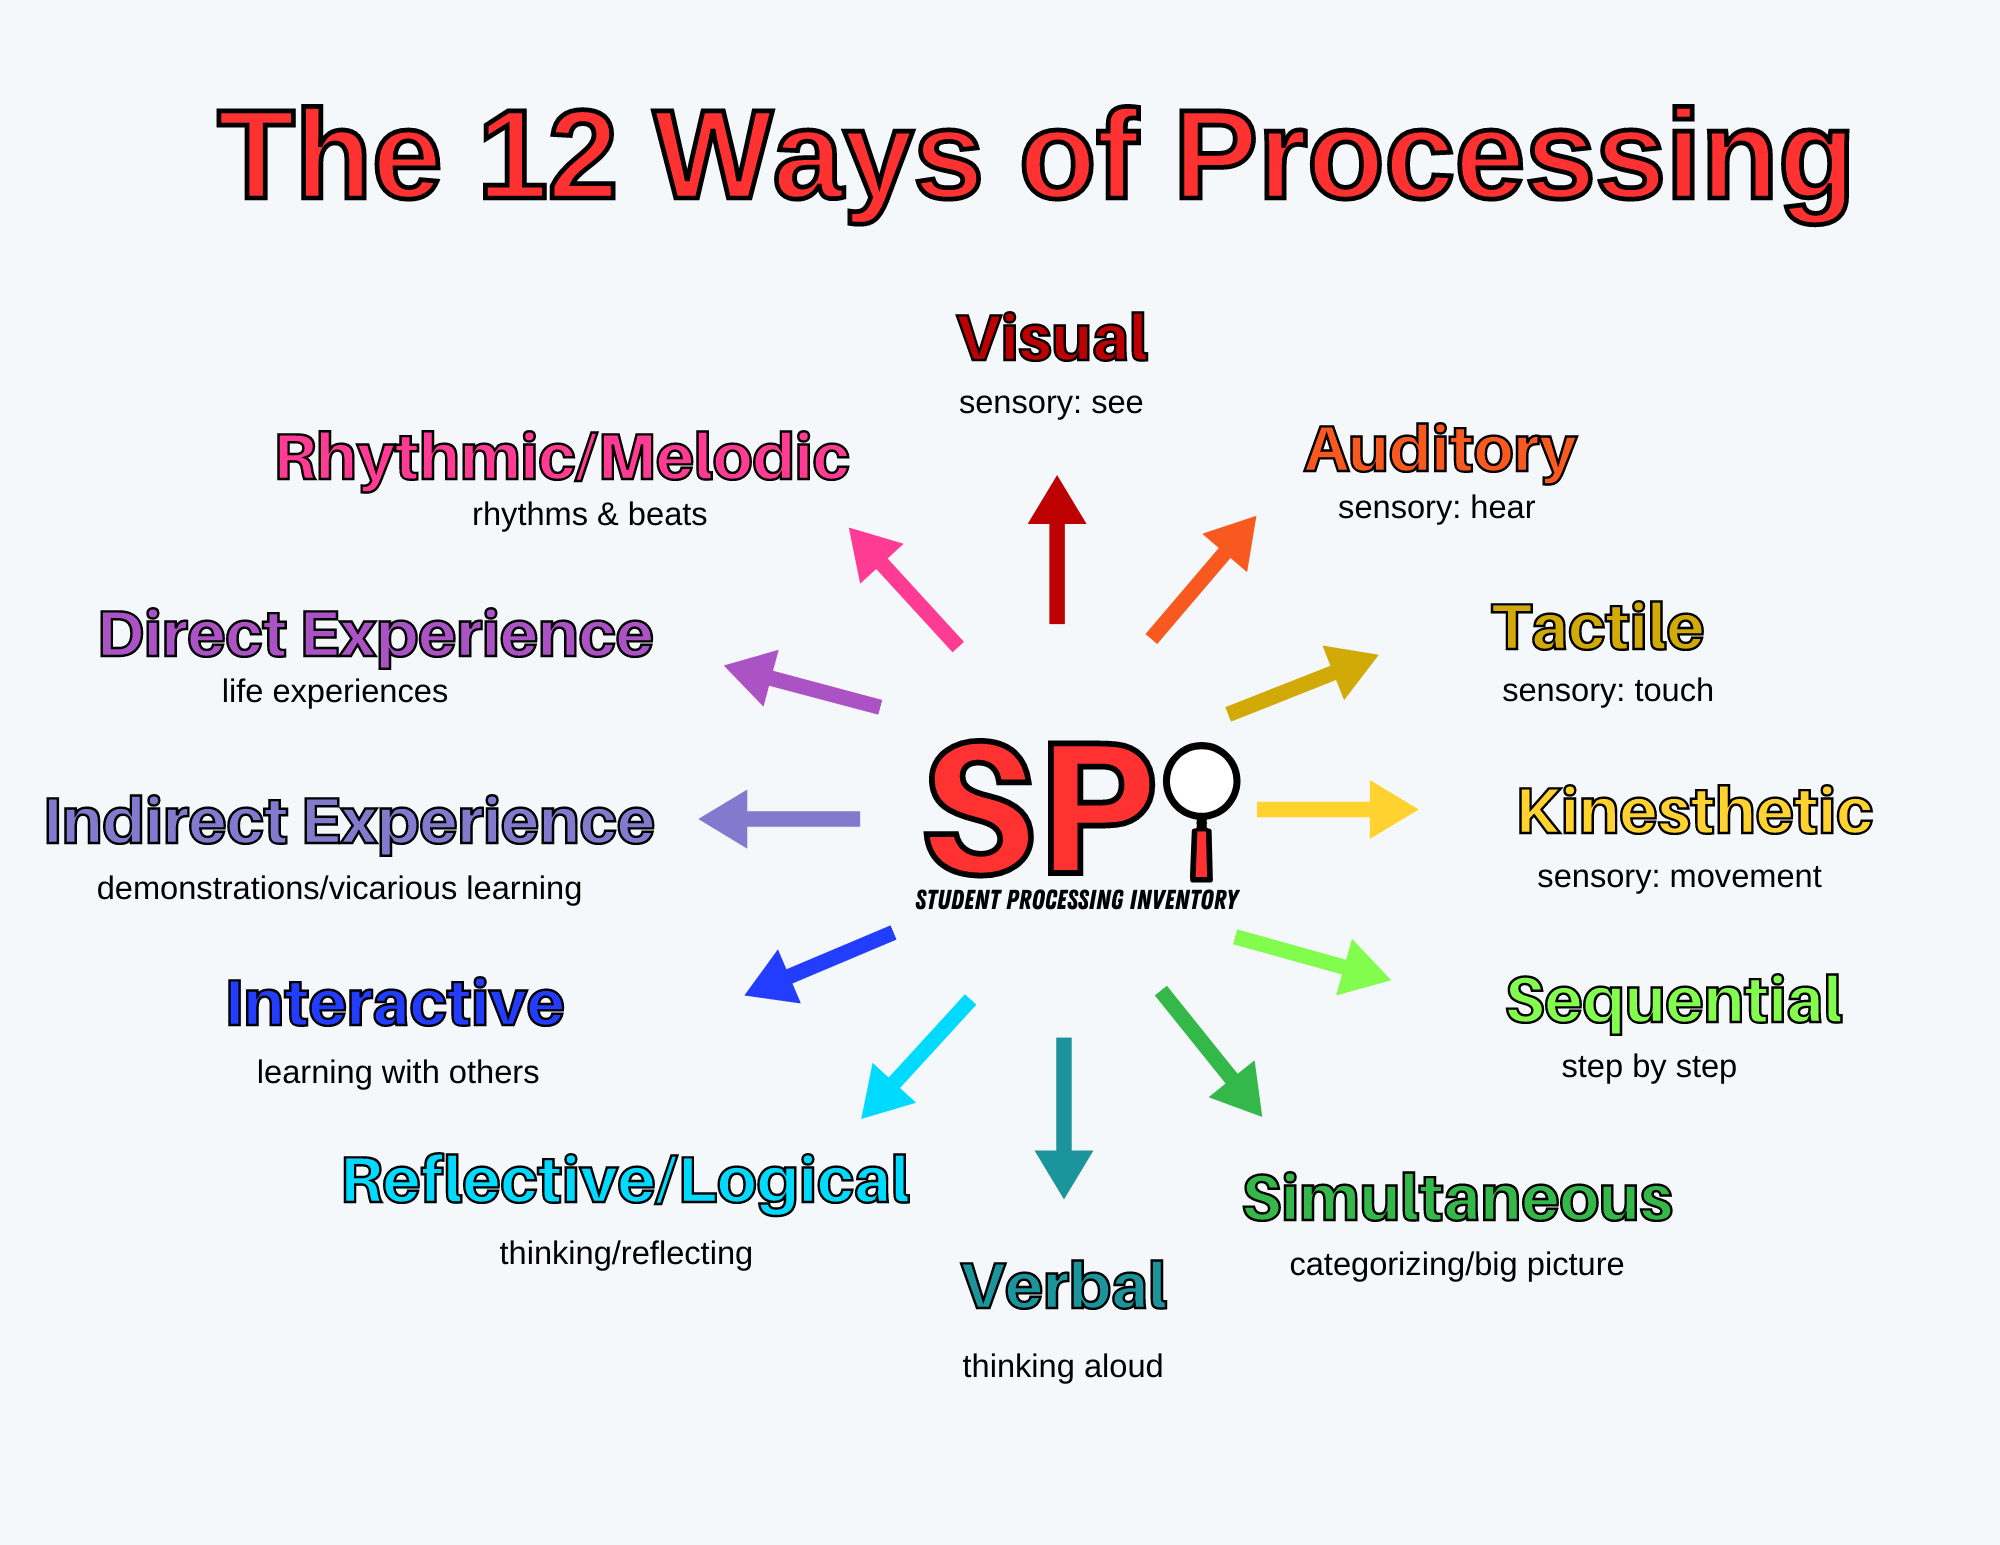 The 12 Ways of Processing
Visual
sensory: see
Auditory
sensory: hear
Tactile
sensory: touch
Kinesthetic
sensory: movement
Sequential
step by step
Simultaneous
categorizing/big picture
Verbal
thinking aloud
Reflective/Logical
thinking/reflecting
Interactive
learning with others
Indirect Experience
demonstrations/vicarious learning
Direct Experience
life experiences
Rhythmic/Melodic
rhythms & beats
SPi
STUDENT PROCESSING INVENTORY